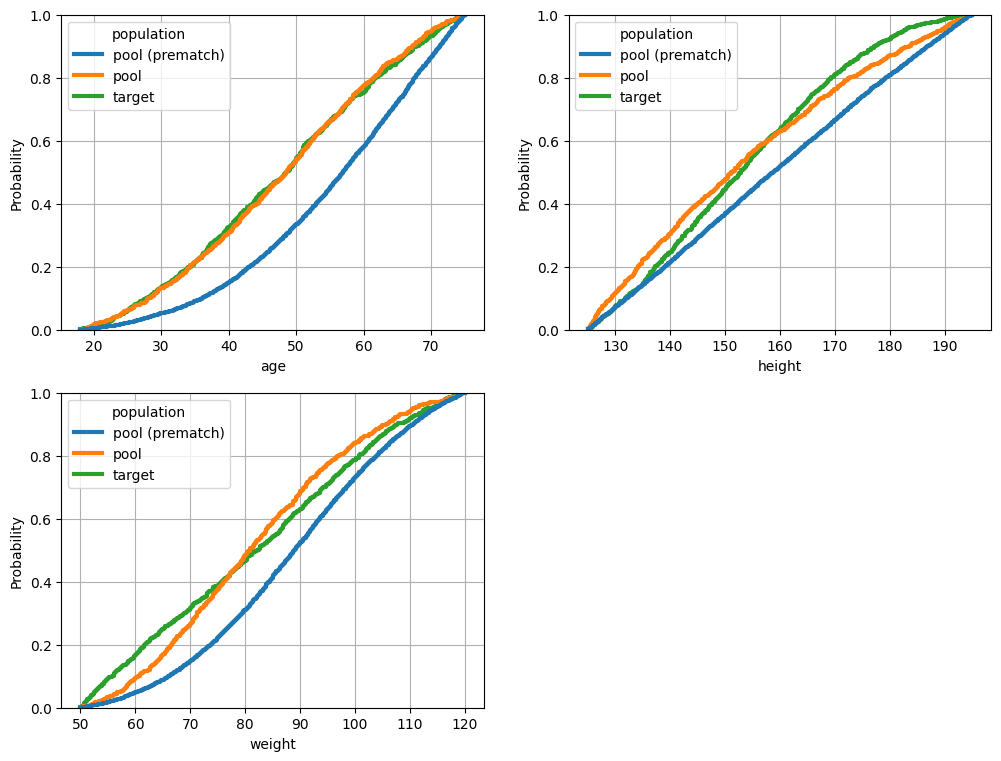 population
pool (prematch)
pool
target
Probability
1.0
0.8
0.6
0.4
0.2
0.0
20 30 40 50 60 70
age
population
pool (prematch)
pool
target
Probability
1.0
0.8
0.6
0.4
0.2
0.0
130 140 150 160 170 180 190
height
population
pool (prematch)
pool
target
Probability
1.0
0.8
0.6
0.4
0.2
0.0
50 60 70 80 90 100 110 120
weight